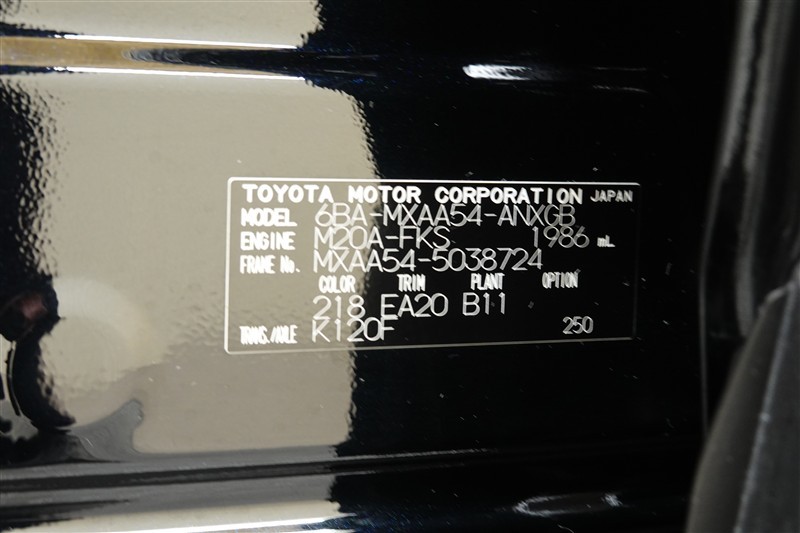 TOYOTA MOTOR CORPORATION JAPAN
MODEL 6BA-MXAA54-ANXGB
ENGINE M20A-FKS 1986 mL
FRAME No. MXAA54-5038724
COLOR TRIM PLANT OPTION
218 EA20 B11
TRANS./AXLE K120F 250